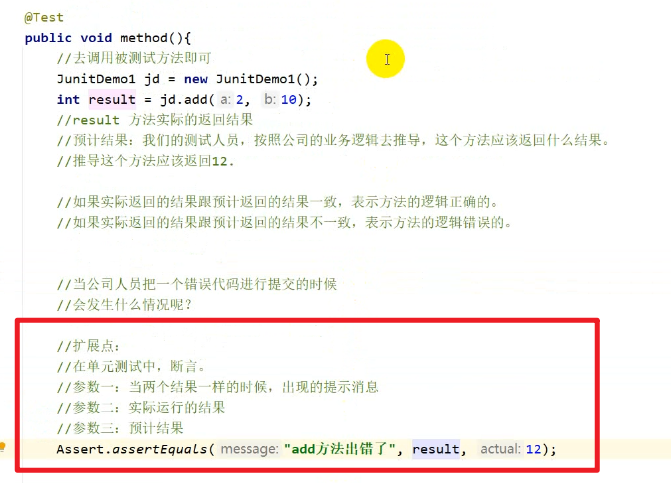 @Test
public void method(){
//去调用被测试方法即可
JunitDemo1 jd = new JunitDemo1();
int result = jd.add( a: 2, b: 10);
//result 方法实际的返回结果
//预计结果：我们的测试人员，按照公司的业务逻辑去推导，这个方法应该返回什么结果。
//推导这个方法应该返回12.
//如果实际返回的结果跟预计返回的结果一致，表示方法的逻辑正确的。
//如果实际返回的结果跟预计返回的结果不一致，表示方法的逻辑错误的。
//当公司人员把一个错误代码进行提交的时候
//会发生什么情况呢？
//扩展点：
//在单元测试中，断言。
//参数一：当两个结果一样的时候，出现的提示消息
//参数二：实际运行的结果
//参数三：预计结果
Assert.assertEquals( message: "add方法出错了", result, actual: 12);